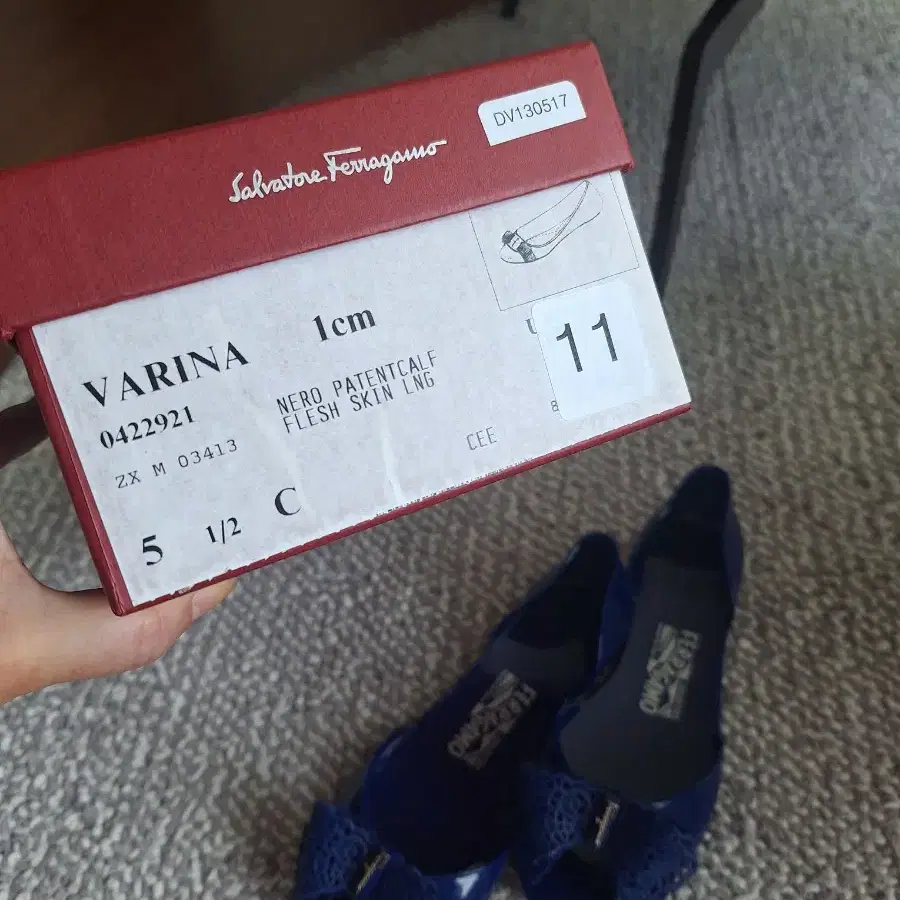 DV130517
Salvatore Ferragamo
VARINA 1cm
0422921
NERO PATENTCALF
FLESH SKIN LNG
ZX M 03413
11
CEE
5 1/2 C
FERRAGAMO
FERRAGAMO